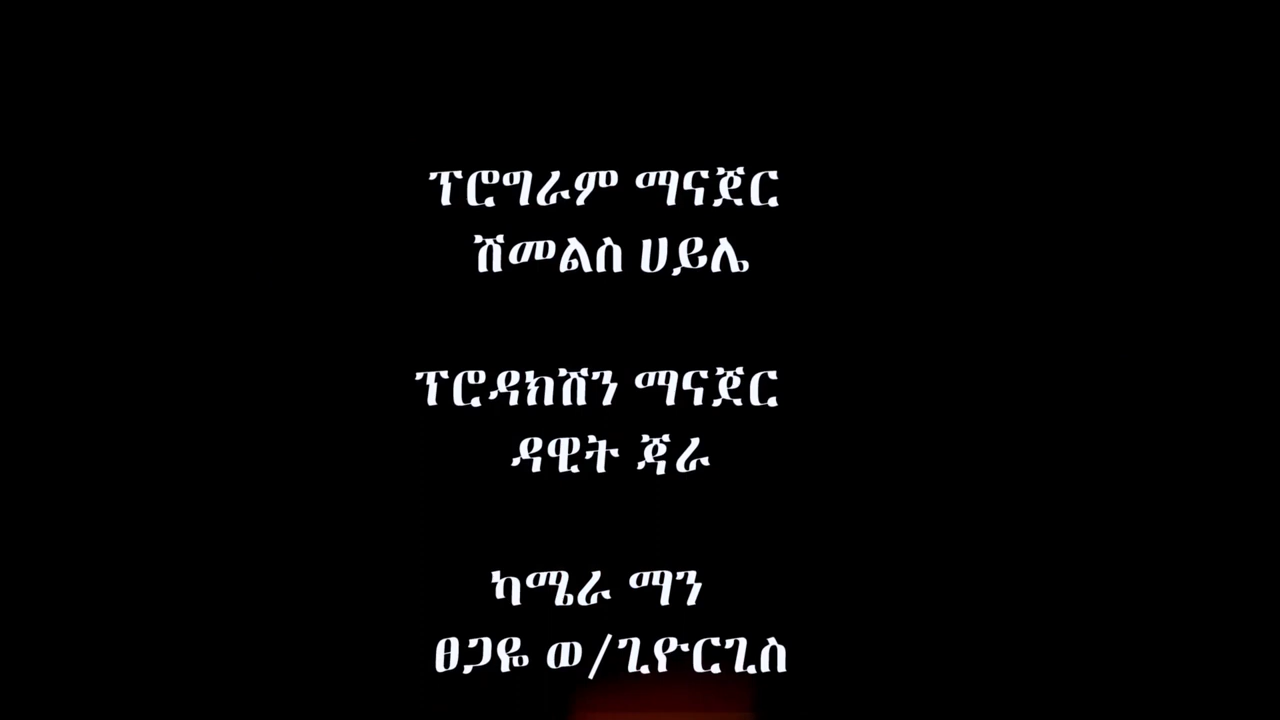 ፕሮግራም ማናጀር
ሽመልስ ሀይሌ
ፕሮዳክሽን ማናጀር
ዳዊት ጃራ
ካሜራ ማን
ፀጋዬ ወ/ጊዮርጊስ